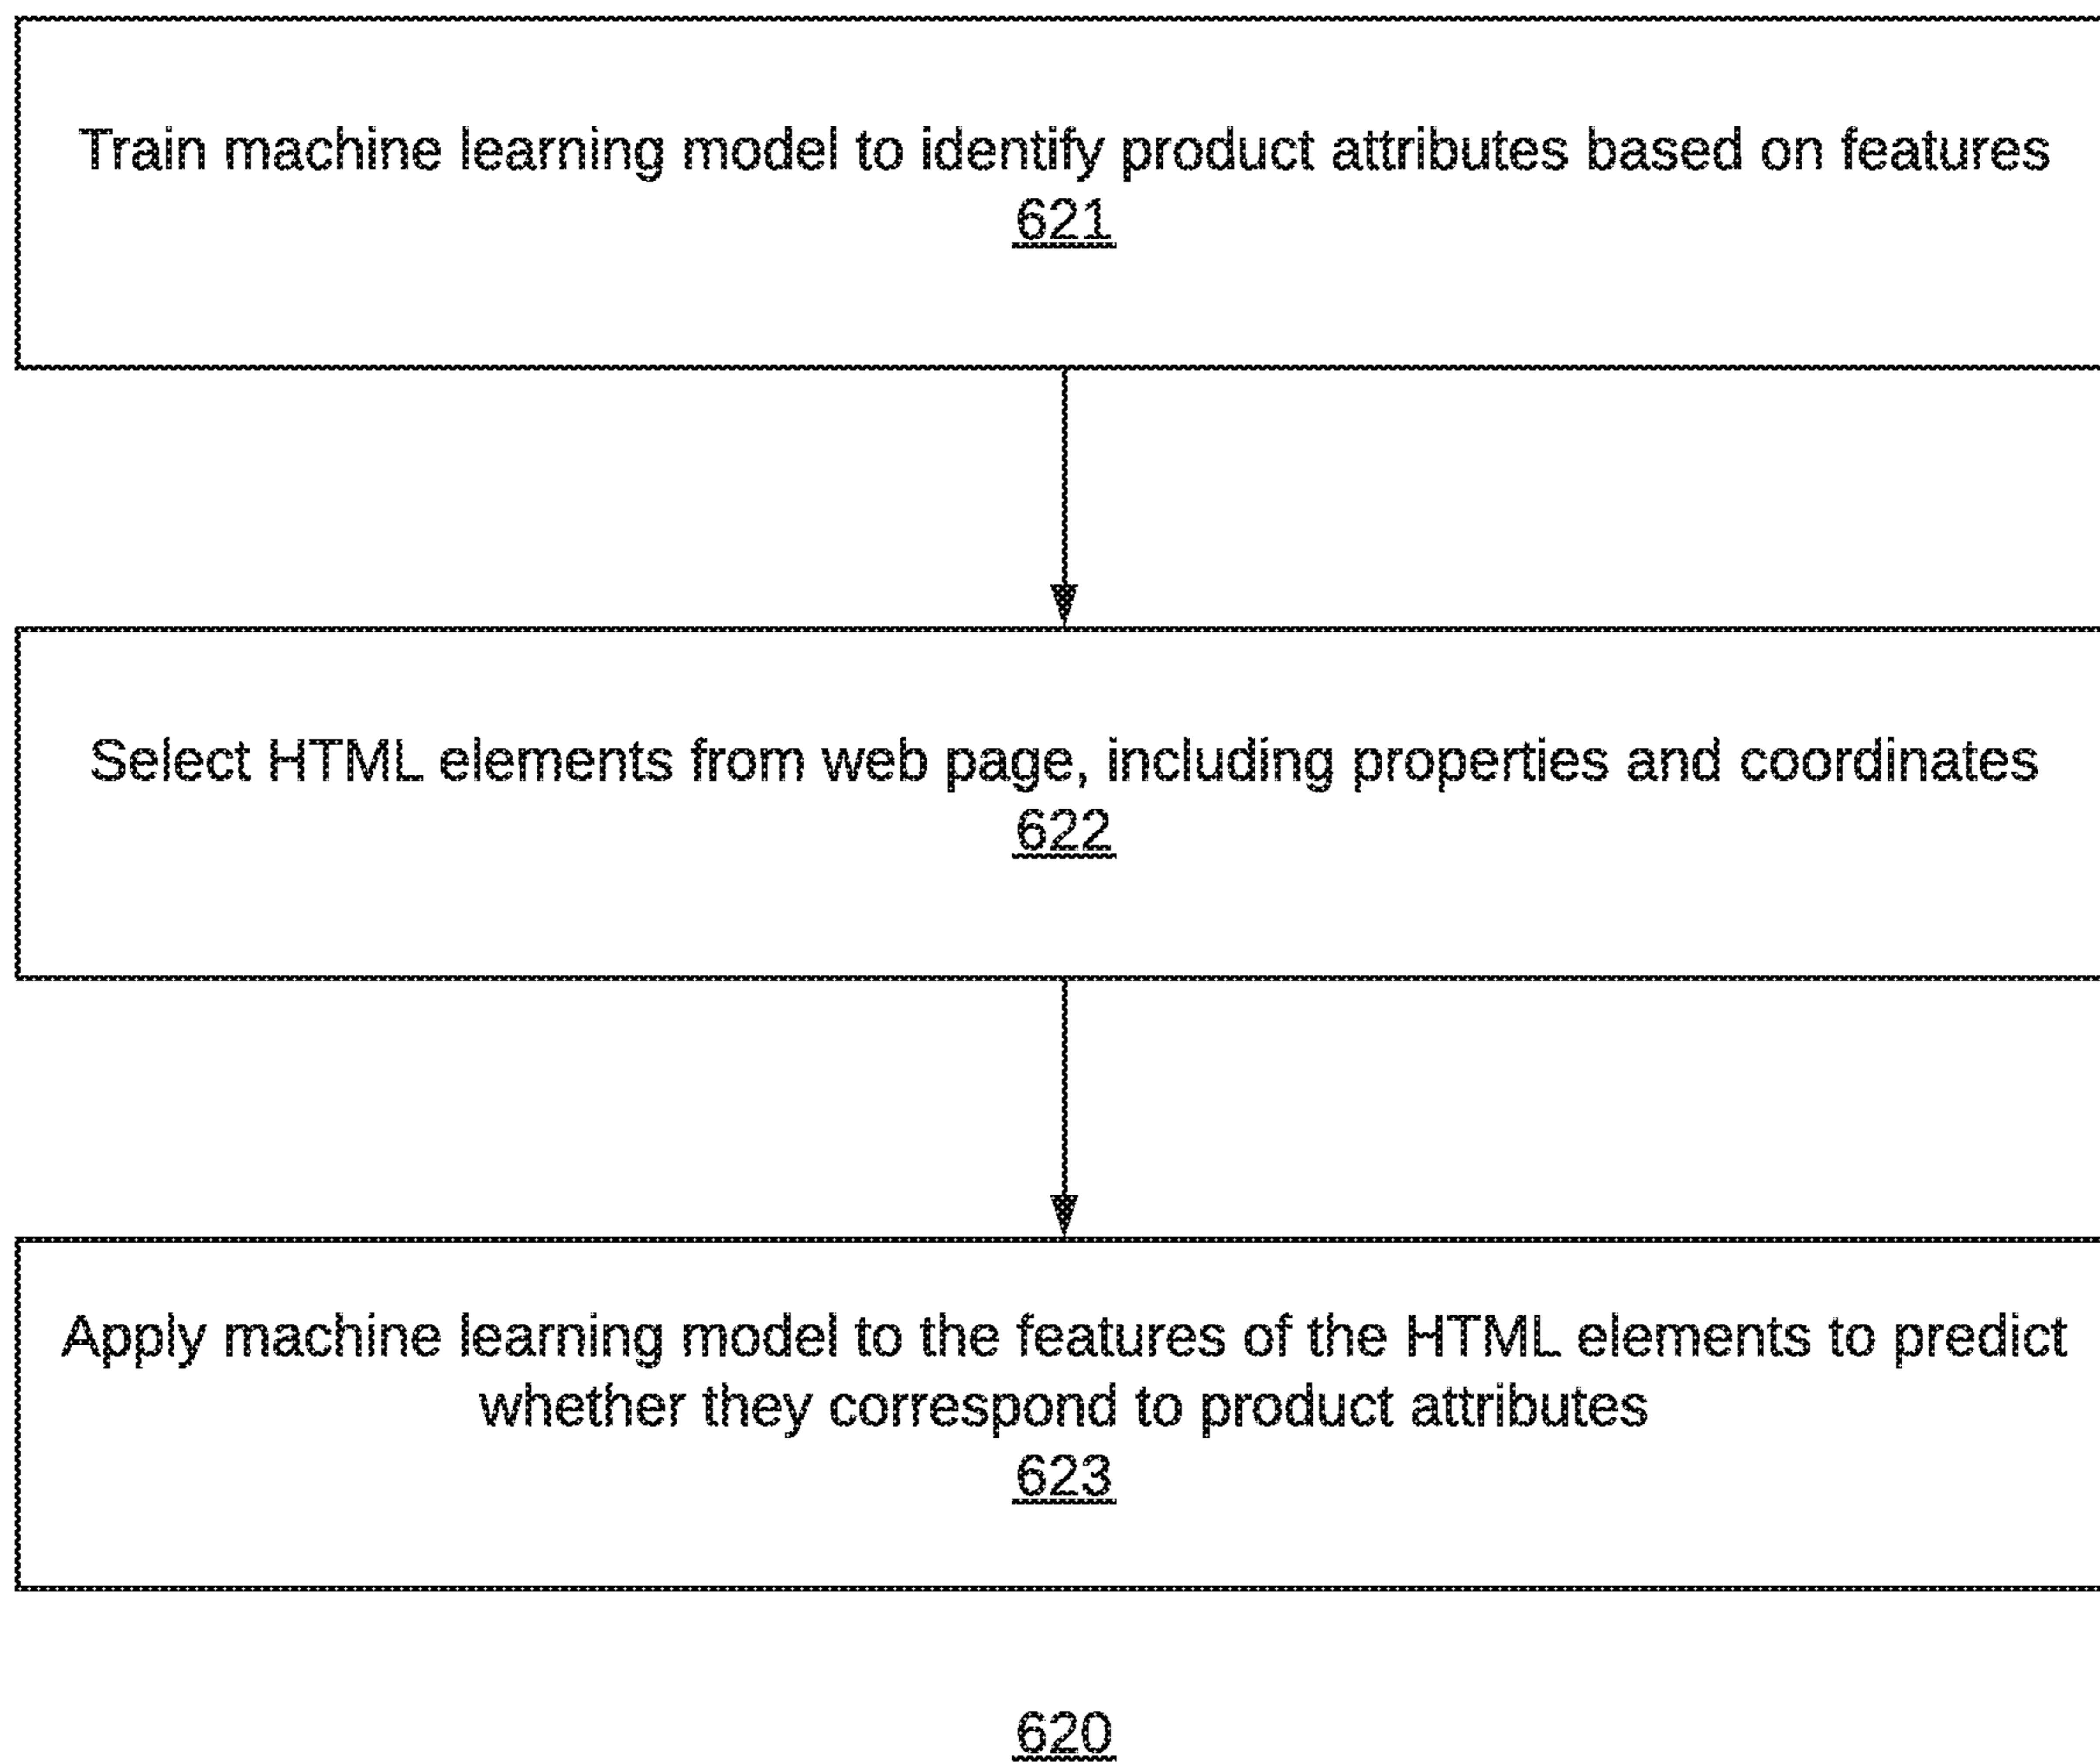 Train machine learning model to identify product attributes based on features
621
Select HTML elements from web page, including properties and coordinates
622
Apply machine learning model to the features of the HTML elements to predict
whether they correspond to product attributes
623
620